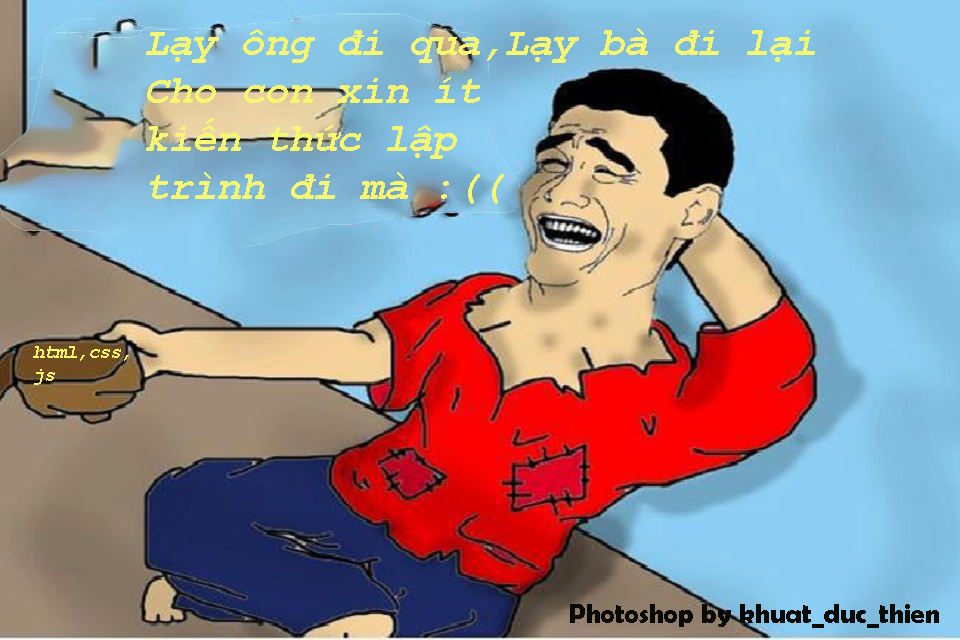 Lạy ông đi qua,Lạy bà đi lại
Cho con xin ít
kiến thức lập
trình đi mà :((
html,css,
js
Photoshop by khuat_duc_thien